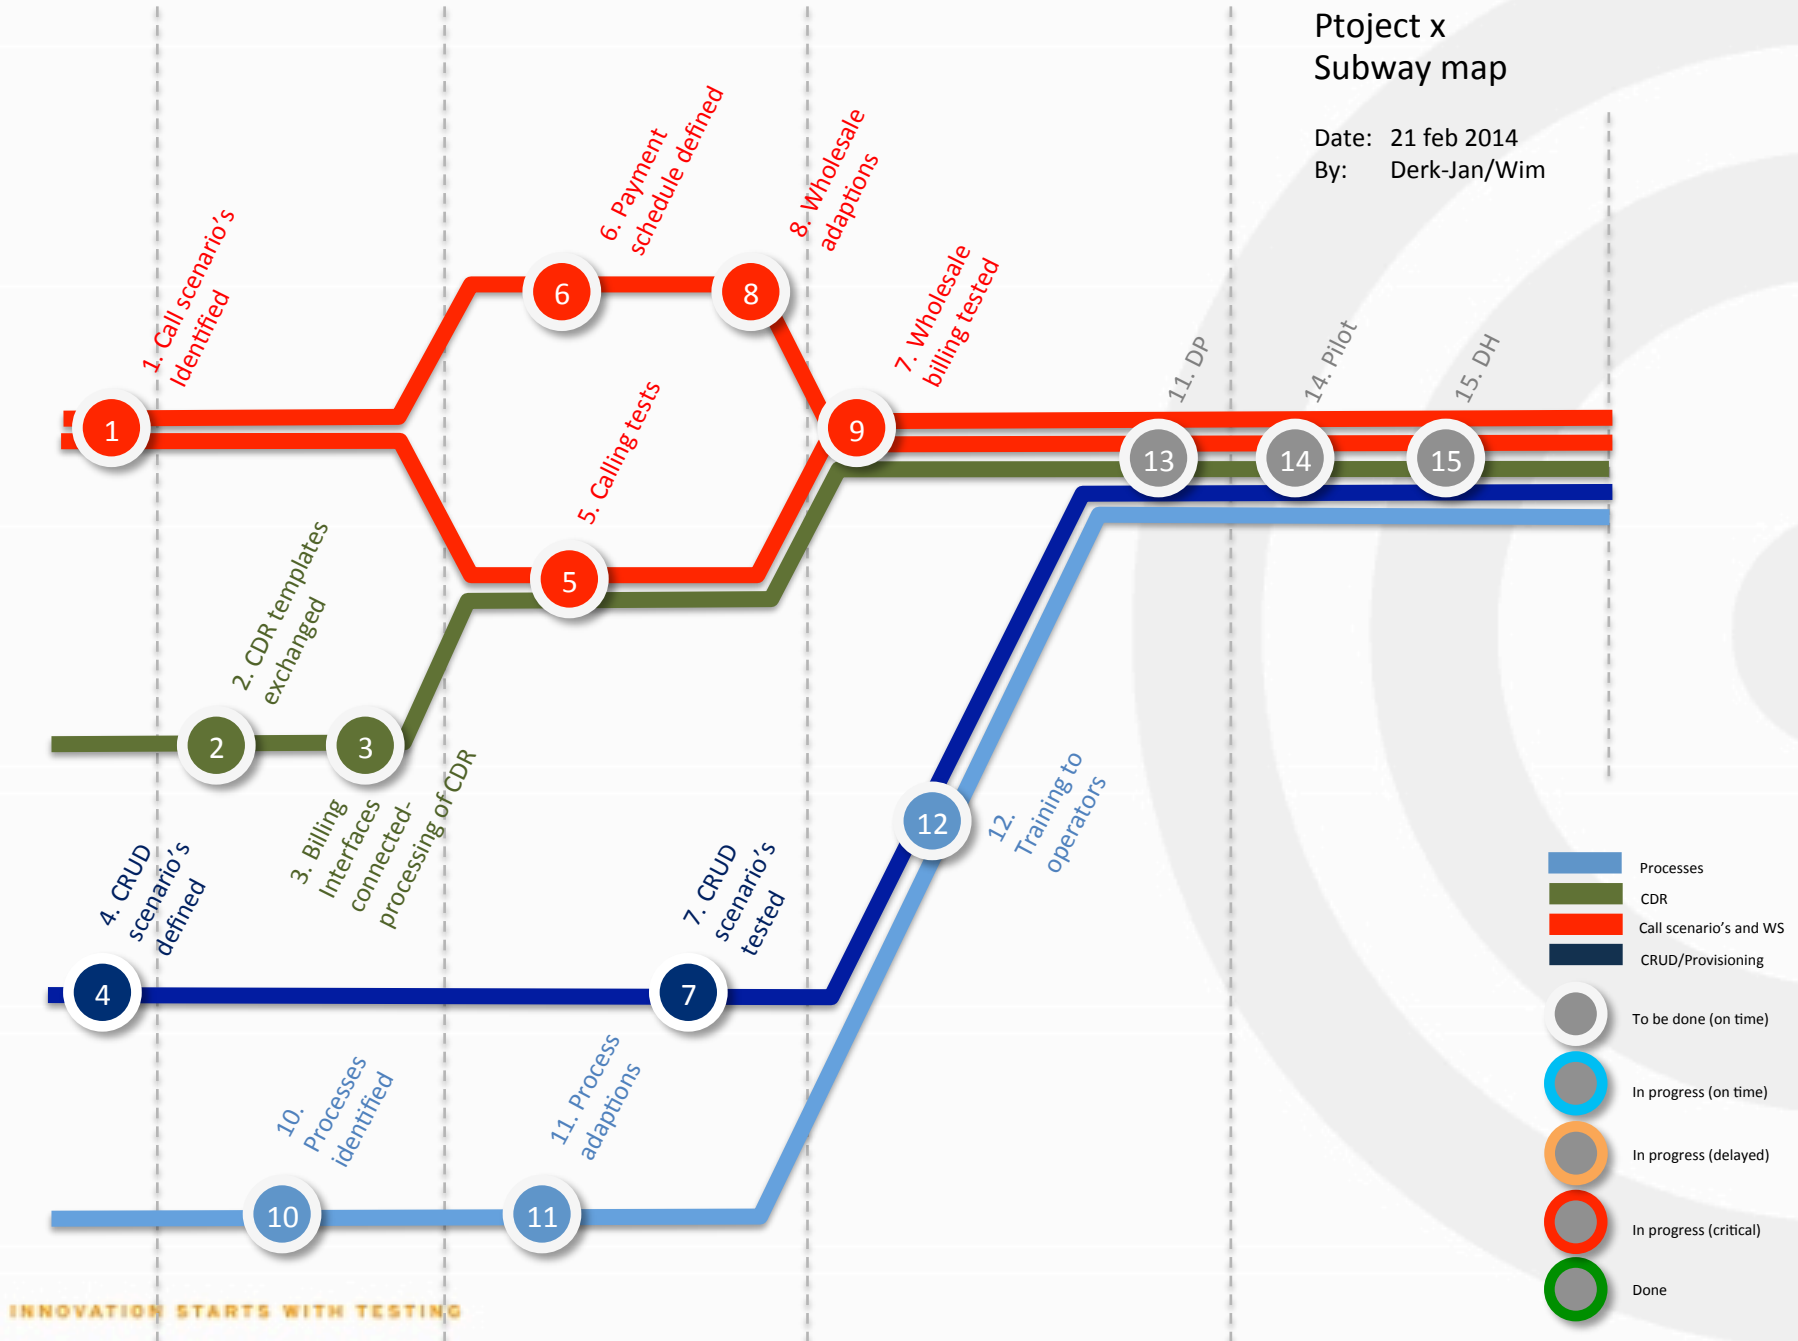 Ptoject x
Subway map
Date: 21 feb 2014
By: Derk-Jan/Wim
6. Payment
schedule defined
8. Wholesale
adaptions
1. Call scenario's
Identified
7. Wholesale
billing tested
6
8
11. DP
14. Pilot
15. DH
1
9
5. Calling tests
13
14
15
5
2. CDR templates
exchanged
2
3
3. Billing
Interfaces
connected-
processing of CDR
12
12.
Training to
operators
4. CRUD
scenario's
defined
7. CRUD
scenario's
tested
4
7
10.
Processes
identified
11. Process
adaptions
10
11
Processes
CDR
Call scenario's and WS
CRUD/Provisioning
To be done (on time)
In progress (on time)
In progress (delayed)
In progress (critical)
Done
INNOVATION STARTS WITH TESTING